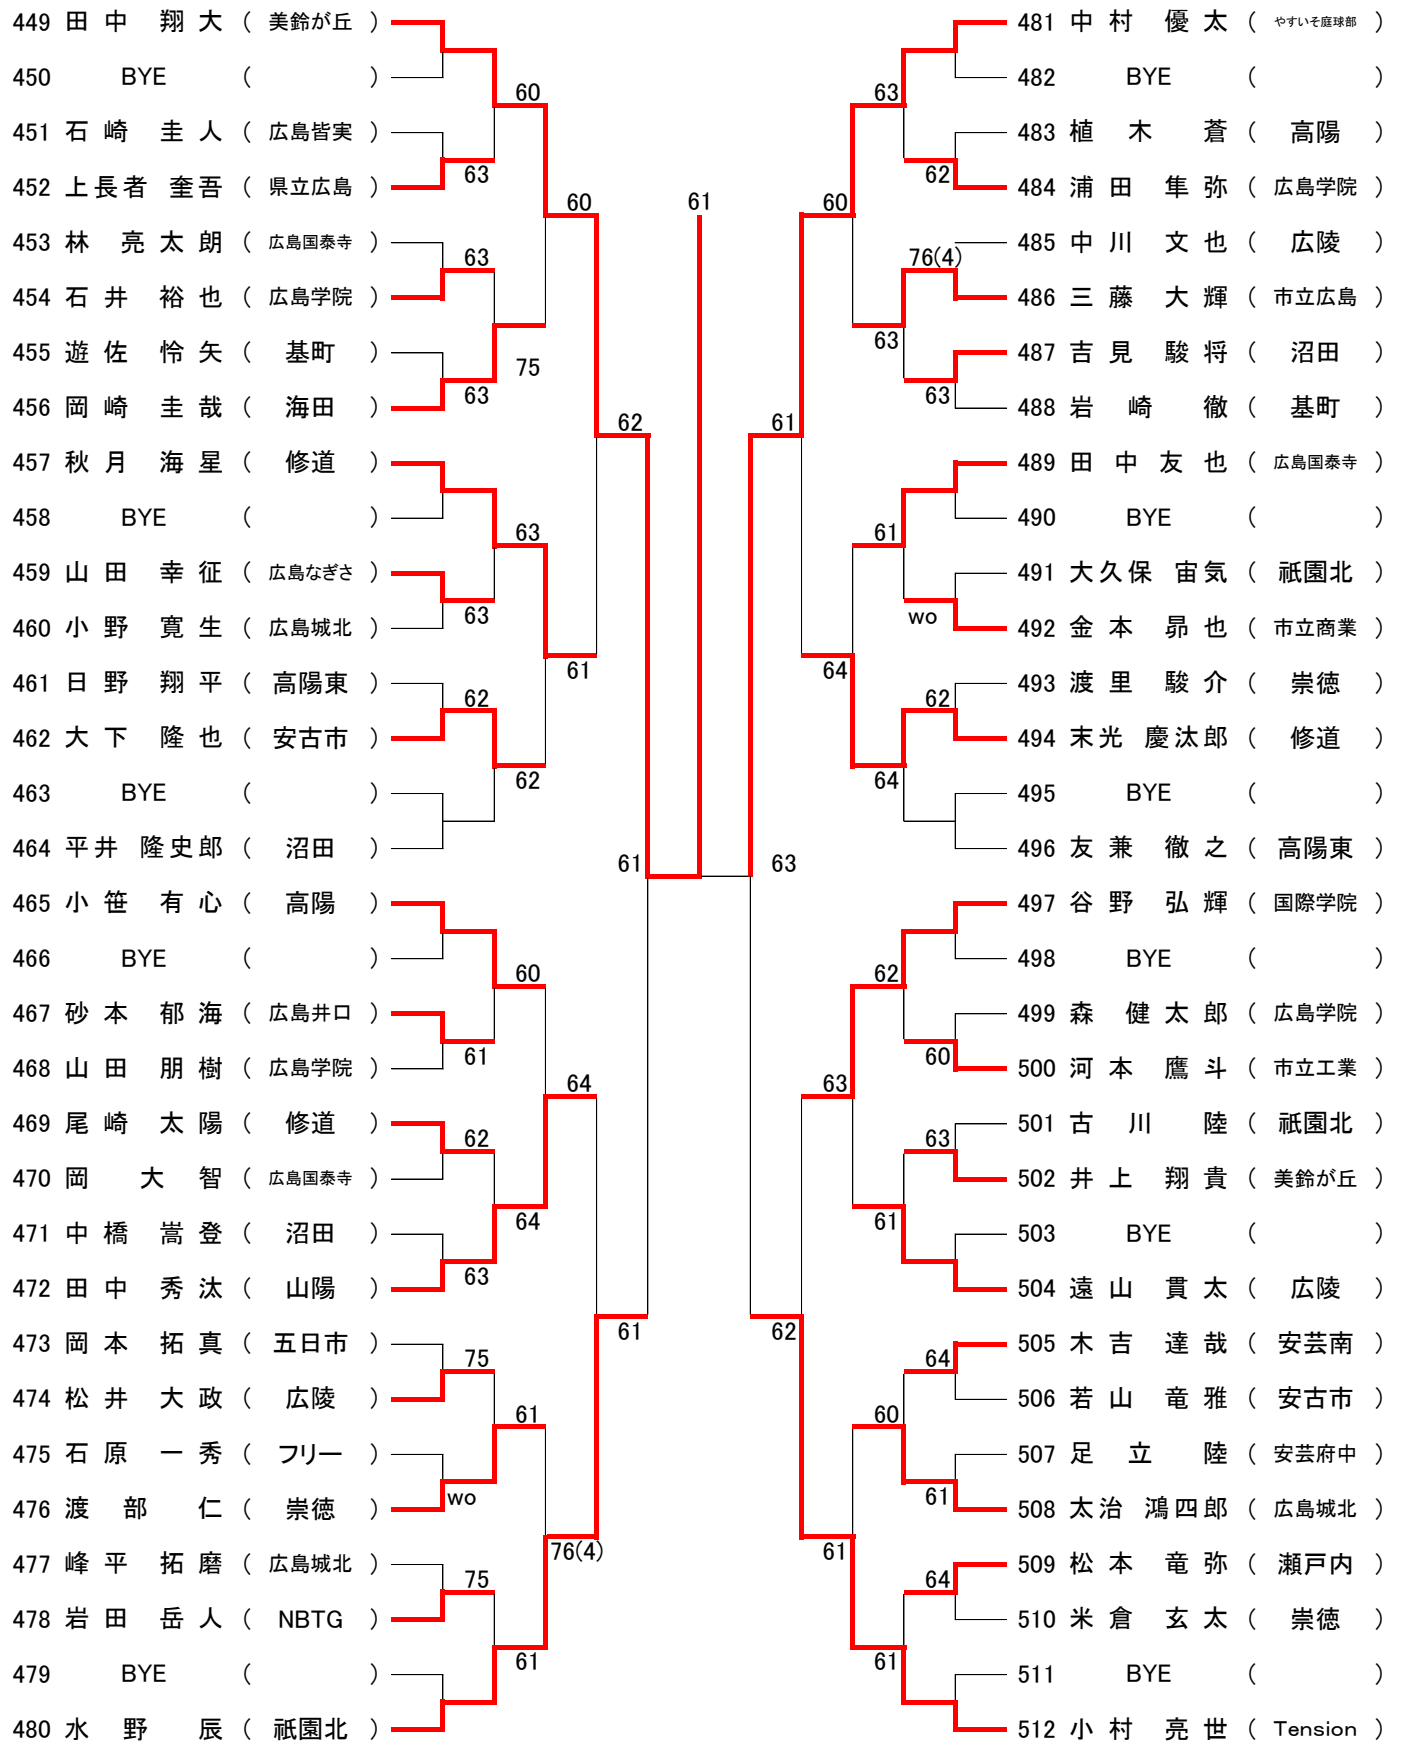 449 田中 翔大 ( 美鈴が丘 )
450 BYE ( )
60
451 石崎 圭人 ( 広島皆実 )
63
452 上長者 奎吾 ( 県立広島 )
60
453 林 亮太朗 ( 広島国泰寺 )
63
454 石井 裕也 ( 広島学院 )
455 遊佐 怜矢 ( 基町 )
75
63
456 岡崎 圭哉 ( 海田 )
62
457 秋月 海星 ( 修道 )
458 BYE ( )
63
459 山田 幸征 ( 広島なぎさ )
63
460 小野 寛生 ( 広島城北 )
61
461 日野 翔平 ( 高陽東 )
62
462 大下 隆也 ( 安古市 )
62
463 BYE ( )
464 平井 隆史郎 ( 沼田 )
61
465 小笹 有心 ( 高陽 )
466 BYE ( )
60
467 砂本 郁海 ( 広島井口 )
61
468 山田 朋樹 ( 広島学院 )
64
469 尾崎 太陽 ( 修道 )
62
470 岡 大智 ( 広島国泰寺 )
64
471 中橋 嵩登 ( 沼田 )
63
472 田中 秀汰 ( 山陽 )
61
473 岡本 拓真 ( 五日市 )
75
474 松井 大政 ( 広陵 )
61
475 石原 一秀 ( フリー )
wo
476 渡部 仁 ( 崇徳 )
76(4)
477 峰平 拓磨 ( 広島城北 )
75
478 岩田 岳人 ( NBTG )
61
479 BYE ( )
480 水野 辰 ( 祇園北 )
61
481 中村 優太 ( やすいそ庭球部 )
482 BYE ( )
63
483 植木 蒼 ( 高陽 )
62
484 浦田 隼弥 ( 広島学院 )
60
485 中川 文也 ( 広陵 )
76(4)
486 三藤 大輝 ( 市立広島 )
63
487 吉見 駿将 ( 沼田 )
63
488 岩崎 徹 ( 基町 )
61
489 田中 友也 ( 広島国泰寺 )
490 BYE ( )
61
491 大久保 宙気 ( 祇園北 )
wo
492 金本 昴也 ( 市立商業 )
64
493 渡里 駿介 ( 崇徳 )
62
494 末光 慶汰郎 ( 修道 )
64
495 BYE ( )
496 友兼 徹之 ( 高陽東 )
63
497 谷野 弘輝 ( 国際学院 )
498 BYE ( )
62
499 森 健太郎 ( 広島学院 )
60
500 河本 鷹斗 ( 市立工業 )
63
501 古川 陸 ( 祇園北 )
63
502 井上 翔貴 ( 美鈴が丘 )
61
503 BYE ( )
504 遠山 貫太 ( 広陵 )
62
505 木吉 達哉 ( 安芸南 )
64
506 若山 竜雅 ( 安古市 )
60
507 足立 陸 ( 安芸府中 )
61
508 太治 鴻四郎 ( 広島城北 )
61
509 松本 竜弥 ( 瀬戸内 )
64
510 米倉 玄太 ( 崇徳 )
61
511 BYE ( )
512 小村 亮世 ( Tension )